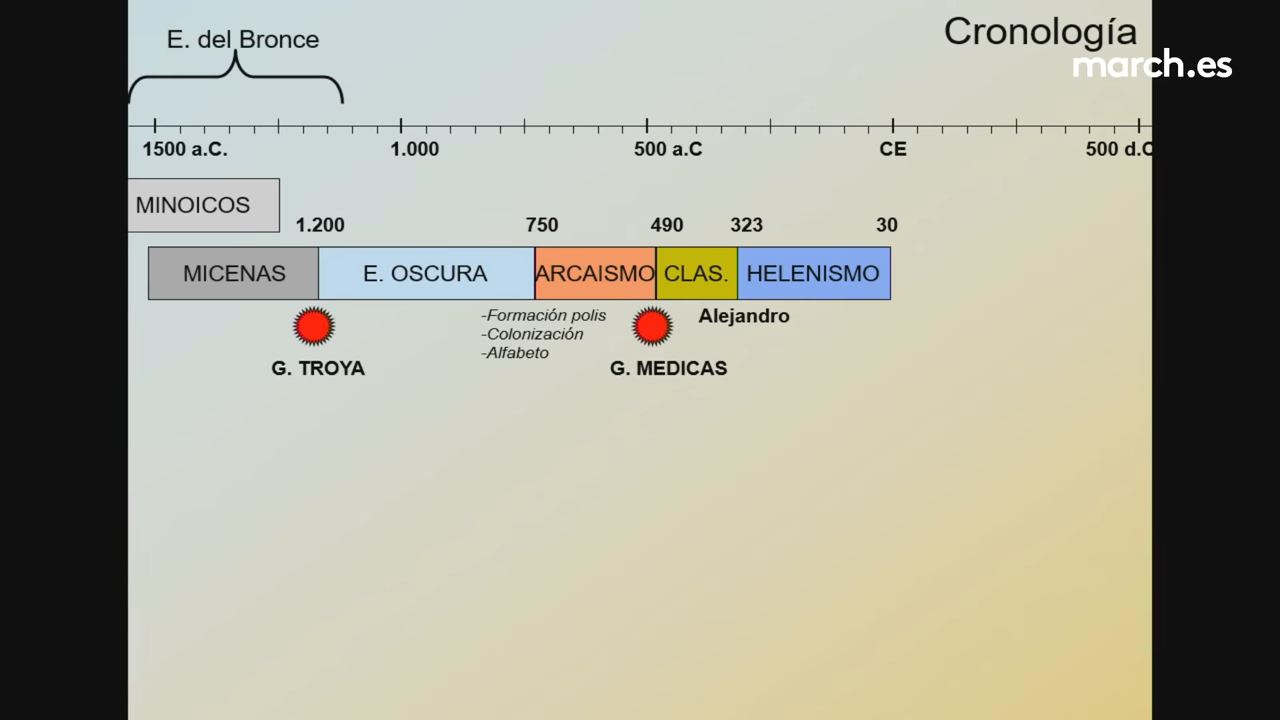 Cronología
march.es
E. del Bronce
1500 a.C.
1.000
500 a.C
CE
500 d.C
MINOICOS
1.200
750
490
323
30
MICENAS
E. OSCURA
ARCAISMO
CLAS.
HELENISMO
-Formación polis
-Colonización
-Alfabeto
Alejandro
G. TROYA
G. MEDICAS